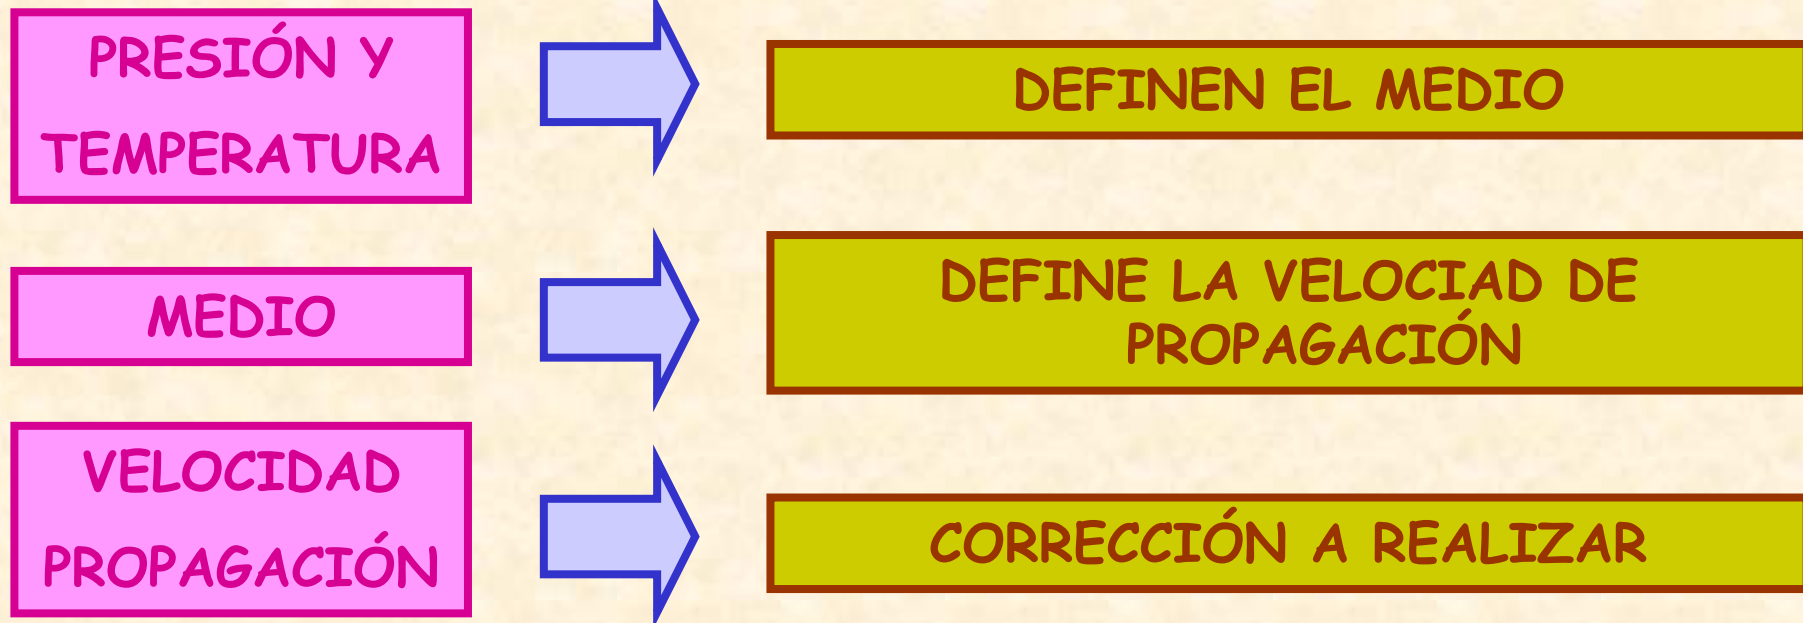 PRESIÓN Y
TEMPERATURA
DEFINEN EL MEDIO
MEDIO
DEFINE LA VELOCIAD DE
PROPAGACIÓN
VELOCIDAD
PROPAGACIÓN
CORRECCIÓN A REALIZAR